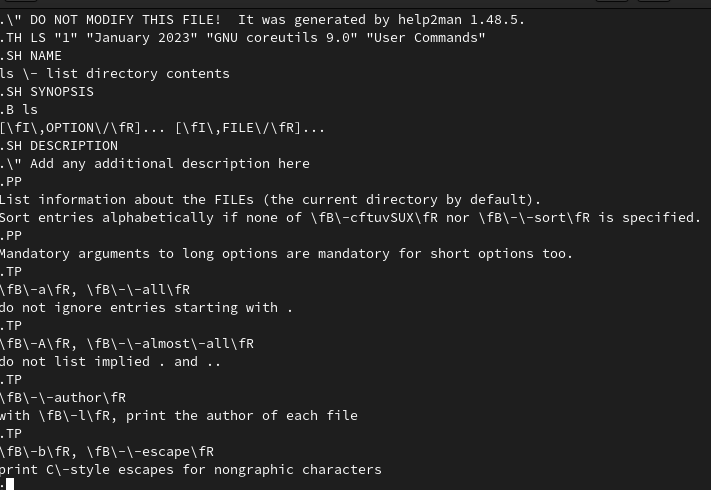 .\" DO NOT MODIFY THIS FILE!  It was generated by help2man 1.48.5.
.TH LS "1" "January 2023" "GNU coreutils 9.0" "User Commands"
.SH NAME
ls \- list directory contents
.SH SYNOPSIS
.B ls
[\fI\,OPTION\/\fR]... [\fI\,FILE\/\fR]...
.SH DESCRIPTION
.\" Add any additional description here
.PP
List information about the FILEs (the current directory by default).
Sort entries alphabetically if none of \fB\-cftuvSUX\fR nor \fB\-\-sort\fR is specified.
.PP
Mandatory arguments to long options are mandatory for short options too.
.TP
\fB\-a\fR, \fB\-\-all\fR
do not ignore entries starting with .
.TP
\fB\-A\fR, \fB\-\-almost\-all\fR
do not list implied . and ..
.TP
\fB\-\-author\fR
with \fB\-l\fR, print the author of each file
.TP
\fB\-b\fR, \fB\-\-escape\fR
print C\-style escapes for nongraphic characters
.